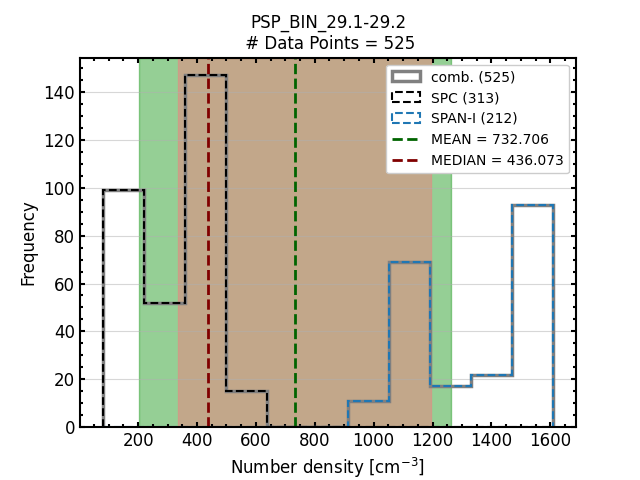 PSP_BIN_29.1-29.2
# Data Points = 525
comb. (525)
SPC (313)
SPAN-I (212)
MEAN = 732.706
MEDIAN = 436.073
Frequency
140
120
100
80
60
40
20
0
200 400 600 800 1000 1200 1400 1600
Number density [cm⁻³]